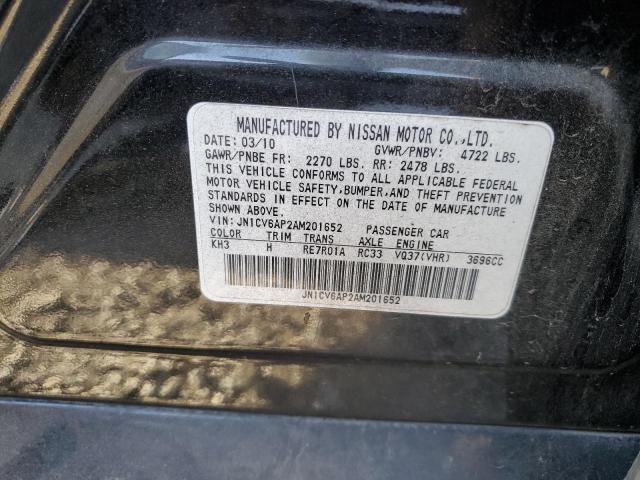 MANUFACTURED BY NISSAN MOTOR CO.,LTD.
DATE: 03/10 GVWR/PNBV: 4722 LBS.
GAWR/PNBE FR: 2270 LBS. RR: 2478 LBS.
THIS VEHICLE CONFORMS TO ALL APPLICABLE FEDERAL
MOTOR VEHICLE SAFETY,BUMPER,AND THEFT PREVENTION
STANDARDS IN EFFECT ON THE DATE OF MANUFACTURE
SHOWN ABOVE.
VIN: JN1CV6AP2AM201652 PASSENGER CAR
COLOR TRIM TRANS AXLE ENGINE
KH3 H RE7R01A RC33 VQ37(VHR) 3696CC
JN1CV6AP2AM201652